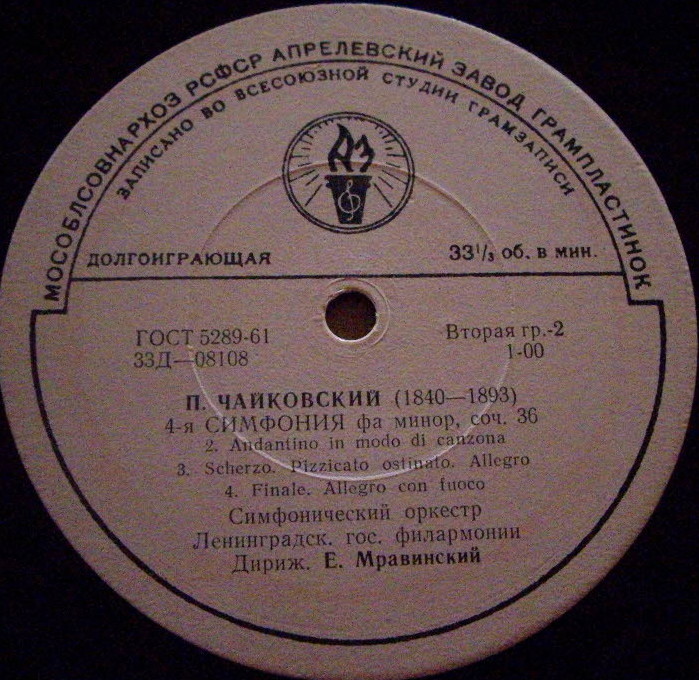 МОСОБЛСОВНАРХОЗ РСФСР АПРЕЛЕВСКИЙ ЗАВОД ГРАМПЛАСТИНОК
ЗАПИСАНО ВО ВСЕСОЮЗНОЙ СТУДИИ ГРАМЗАПИСИ
АЗ
ДОЛГОИГРАЮЩАЯ 33 1/3 об. в мин.
ГОСТ 5289-61 Вторая гр.-2
33Д—08108 1-00
П. ЧАЙКОВСКИЙ (1840—1893)
4-я СИМФОНИЯ фа минор, соч. 36
2. Andantino in modo di canzona
3. Scherzo. Pizzicato ostinato. Allegro
4. Finale. Allegro con fuoco
Симфонический оркестр
Ленинградск. гос. филармонии
Дириж. Е. Мравинский